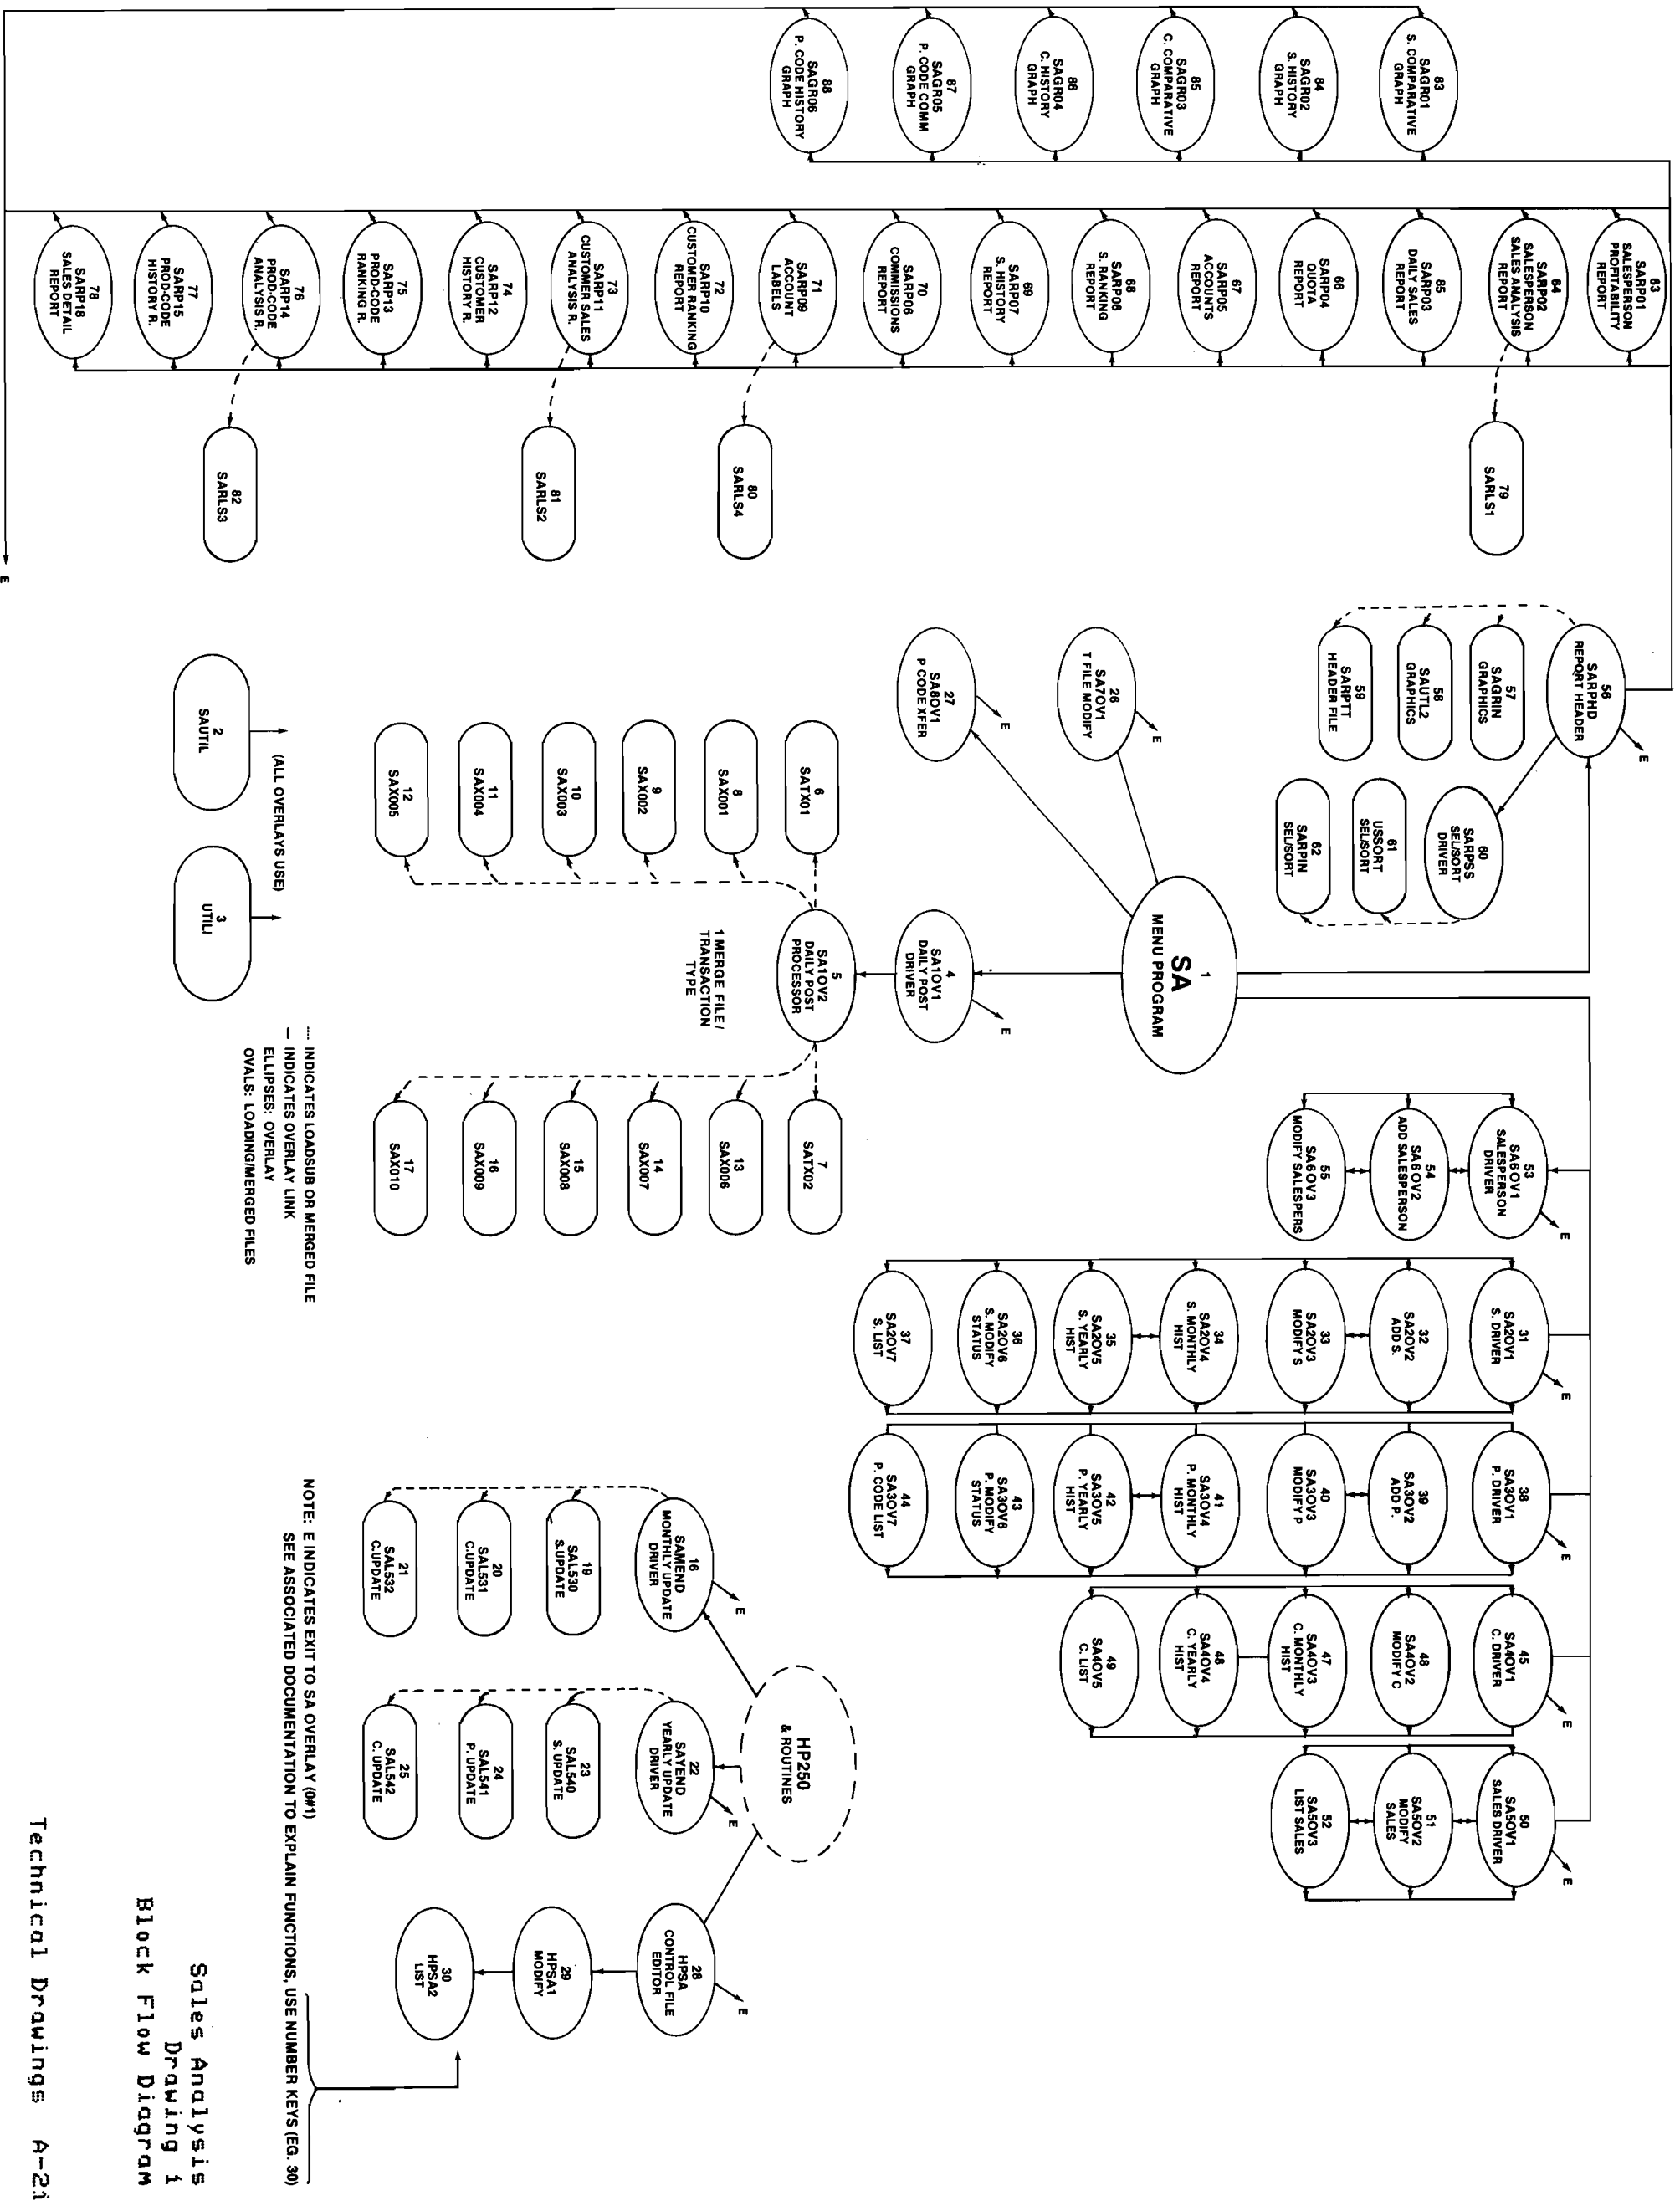 83
SAGR01
S. COMPARATIVE
GRAPH
84
SAGR02
S. HISTORY
GRAPH
85
SAGR03
C. COMPARATIVE
GRAPH
86
SAGR04
C. HISTORY
GRAPH
87
SAGR05
P. CODE COMM
GRAPH
88
SAGR06
P. CODE HISTORY
GRAPH
63
SARP01
SALESPERSON
PROFITABILITY
REPORT
64
SARP02
SALESPERSON
SALES ANALYSIS
REPORT
85
SARP03
DAILY SALES
REPORT
66
SARP04
QUOTA
REPORT
67
SARP05
ACCOUNTS
REPORT
68
SARP06
S. RANKING
REPORT
69
SARP07
S. HISTORY
REPORT
70
SARP06
COMMISSIONS
REPORT
71
SARP09
ACCOUNT
LABELS
72
SARP10
CUSTOMER RANKING
REPORT
73
SARP11
CUSTOMER SALES
ANALYSIS R.
74
SARP12
CUSTOMER
HISTORY R.
75
SARP13
PROD-CODE
RANKING R.
76
SARP14
PROD-CODE
ANALYSIS R.
77
SARP15
PROD-CODE
HISTORY R.
78
SARP18
SALES DETAIL
REPORT
79
SARLS1
80
SARLS4
81
SARLS2
82
SARLS3
E
56
SARPHD
REPORT HEADER
E
57
SAGRIN
GRAPHICS
58
SAUTL2
GRAPHICS
59
SARPTT
HEADER FILE
60
SARPSS
SEL/SORT
DRIVER
61
USSORT
SEL/SORT
62
SARPIN
SEL/SORT
26
SA7OV1
T FILE MODIFY
E
27
SA8OV1
P CODE XFER
E
1
SA
MENU PROGRAM
4
SA1OV1
DAILY POST
DRIVER
E
5
SA1OV2
DAILY POST
PROCESSOR
1 MERGE FILE /
TRANSACTION
TYPE
6
SATX01
8
SAX001
9
SAX002
10
SAX003
11
SAX004
12
SAX005
7
SATX02
13
SAX006
14
SAX007
15
SAX008
16
SAX009
17
SAX010
2
SAUTIL
(ALL OVERLAYS USE)
3
UTILI
--- INDICATES LOADSUB OR MERGED FILE
— INDICATES OVERLAY LINK
ELLIPSES: OVERLAY
OVALS: LOADING/MERGED FILES
53
SA6OV1
SALESPERSON
DRIVER
E
54
SA6OV2
ADD SALESPERSON
55
SA6OV3
MODIFY SALESPERS
31
SA2OV1
S. DRIVER
E
32
SA2OV2
ADD S.
33
SA2OV3
MODIFY S
34
SA2OV4
S. MONTHLY
HIST
35
SA2OV5
S. YEARLY
HIST
36
SA2OV6
S. MODIFY
STATUS
37
SA2OV7
S. LIST
38
SA3OV1
P. DRIVER
E
39
SA3OV2
ADD P.
40
SA3OV3
MODIFY P
41
SA3OV4
P. MONTHLY
HIST
42
SA3OV5
P. YEARLY
HIST
43
SA3OV6
P. MODIFY
STATUS
44
SA3OV7
P. CODE LIST
45
SA4OV1
C. DRIVER
E
48
SA4OV2
MODIFY C
47
SA4OV3
C. MONTHLY
HIST
48
SA4OV4
C. YEARLY
HIST
49
SA4OV5
C. LIST
50
SA5OV1
SALES DRIVER
E
51
SA5OV2
MODIFY
SALES
52
SA5OV3
LIST SALES
HP250
& ROUTINES
16
SAMEND
MONTHLY UPDATE
DRIVER
E
19
SAL530
S.UPDATE
20
SAL531
C.UPDATE
21
SAL532
C.UPDATE
22
SAYEND
YEARLY UPDATE
DRIVER
E
23
SAL540
S. UPDATE
24
SAL541
P. UPDATE
25
SAL542
C. UPDATE
28
HPSA
CONTROL FILE
EDITOR
E
29
HPSA1
MODIFY
30
HPSA2
LIST
NOTE: E INDICATES EXIT TO SA OVERLAY (0#1)
SEE ASSOCIATED DOCUMENTATION TO EXPLAIN FUNCTIONS, USE NUMBER KEYS (EG. 30)
Sales Analysis
Drawing 1
Block Flow Diagram
Technical Drawings A-21